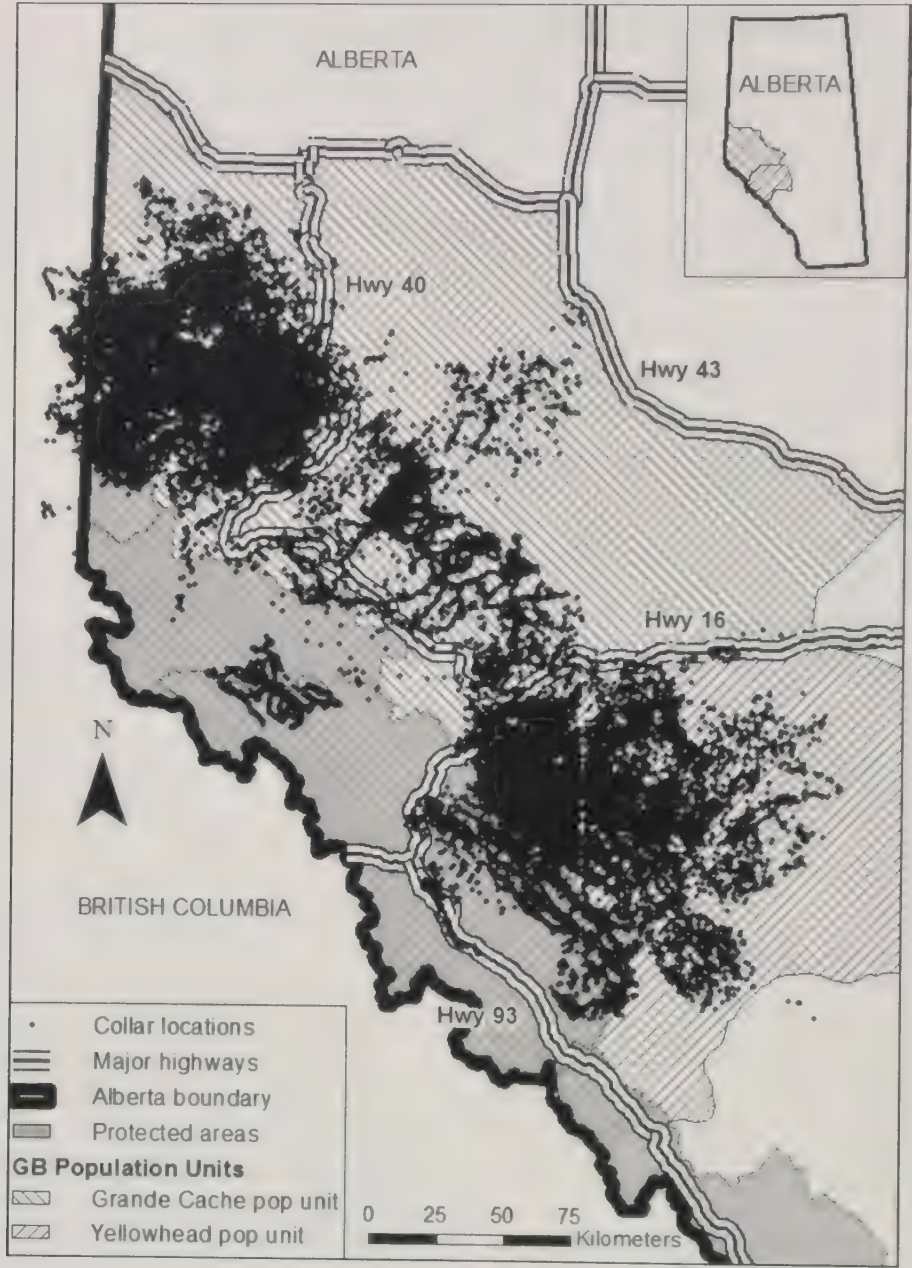 ALBERTA
ALBERTA
Hwy 40
Hwy 43
Hwy 16
N
BRITISH COLUMBIA
Hwy 93
Collar locations
Major highways
Alberta boundary
Protected areas
GB Population Units
Grande Cache pop unit
Yellowhead pop unit
0 25 50 75
Kilometers